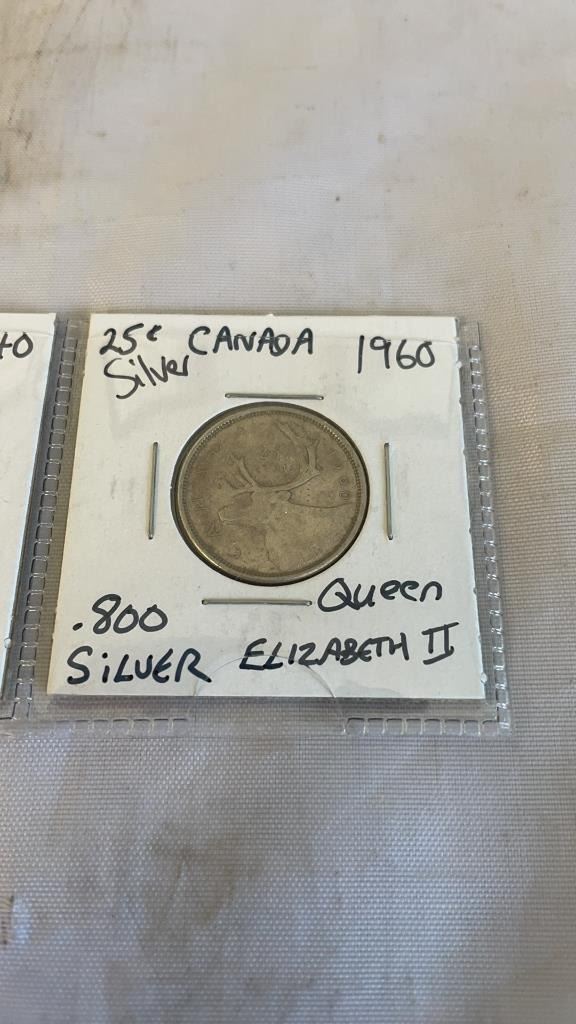 25¢ CANADA 1960
Silver
.800 Queen
SILVER ELIZABETH II